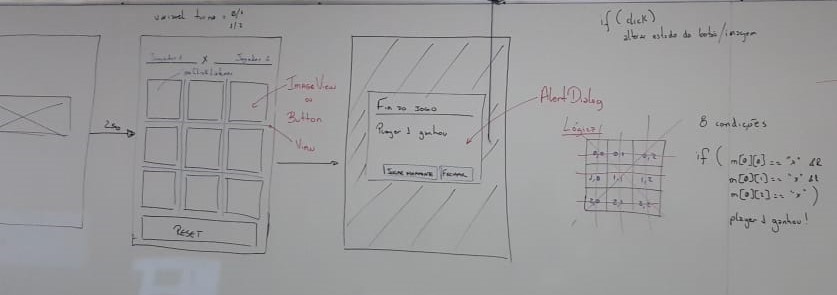 variável turno = 0/1
1/2
2s
Jogador 1 X Jogador 2
onClickListener
RESET
ImageView
ou
Button
View
Fim do jogo
Player 1 ganhou
Jogar novamente
Fechar
AlertDialog
if (click)
alterar estado do botão/imagem
Lógica/
0,0 0,1 0,2
1,0 1,1 1,2
2,0 2,1 2,2
8 condições
if ( m[0][0] == "x" &&
m[0][1] == "x" &&
m[0][2] == "x" )
player 1 ganhou!